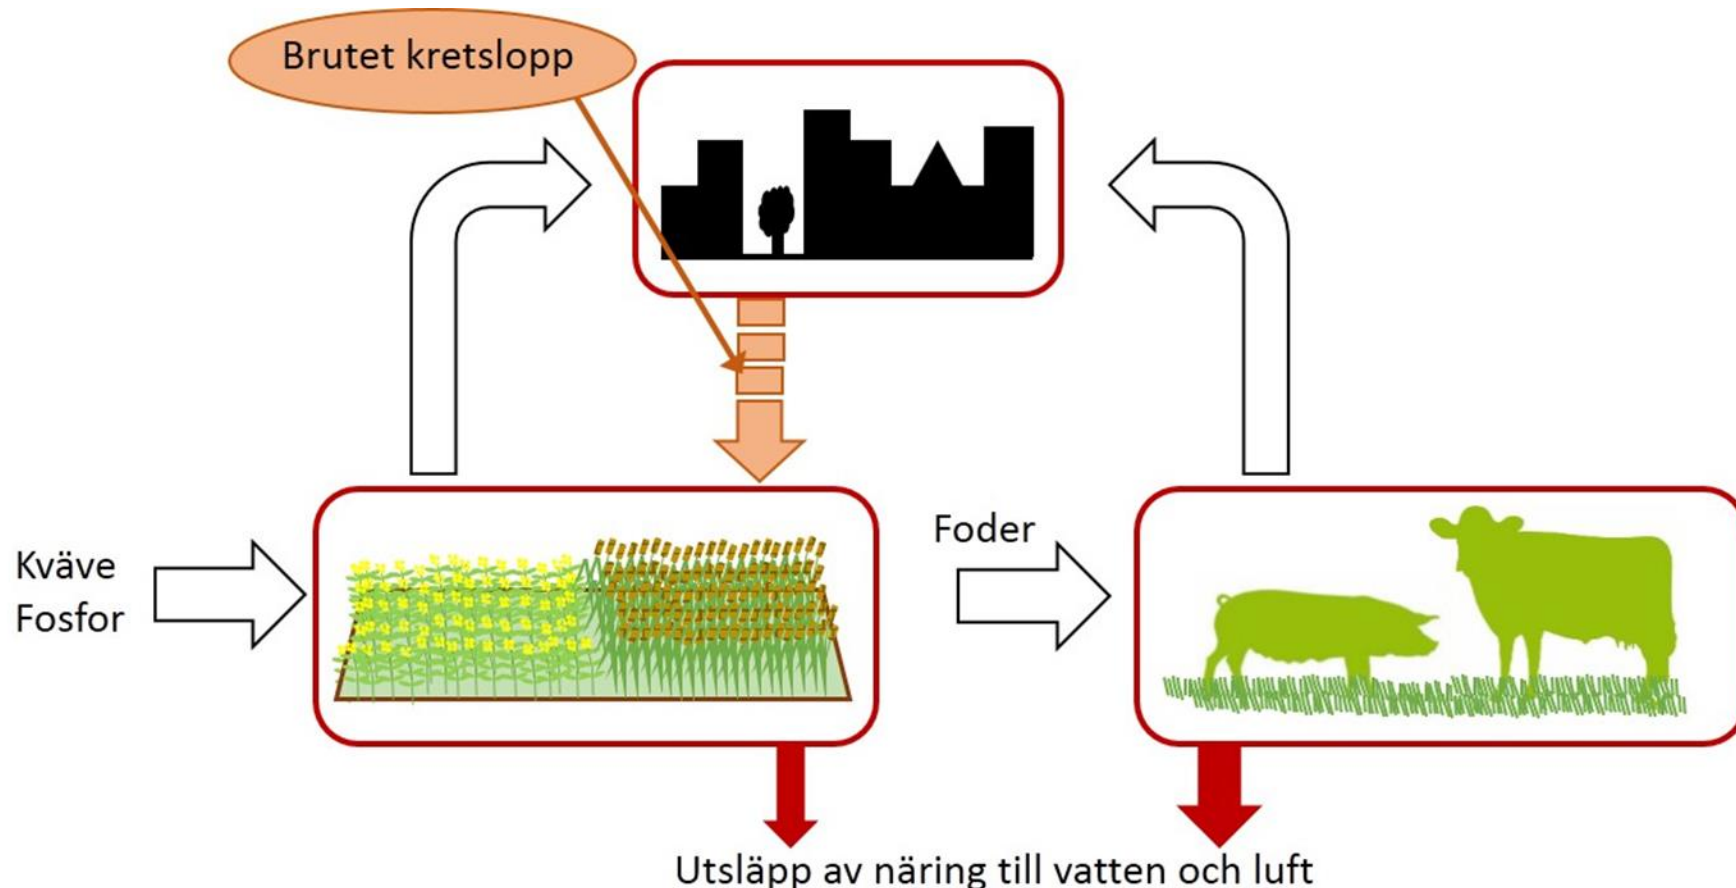 Brutet kretslopp
Kväve
Fosfor
Foder
Utsläpp av näring till vatten och luft